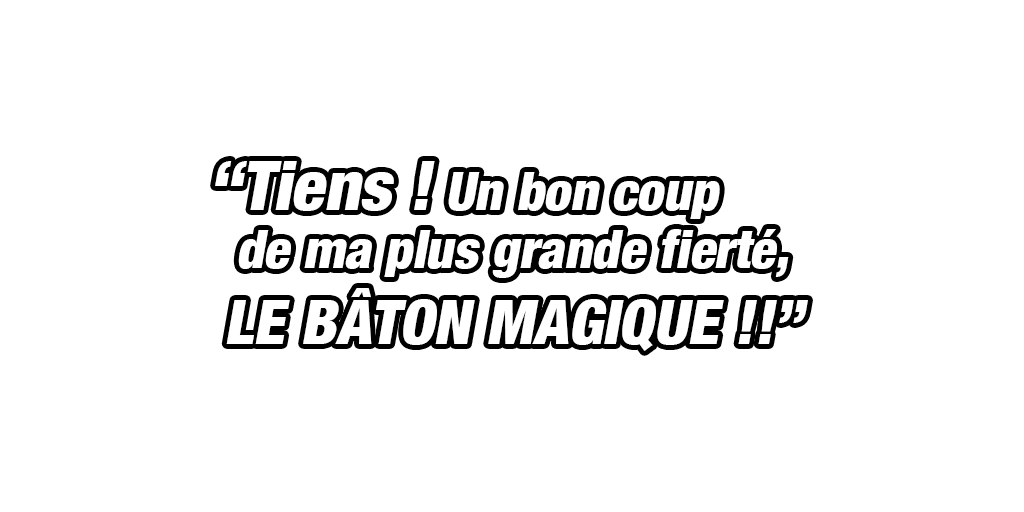 “Tiens ! Un bon coup
de ma plus grande fierté,
LE BÂTON MAGIQUE !!”